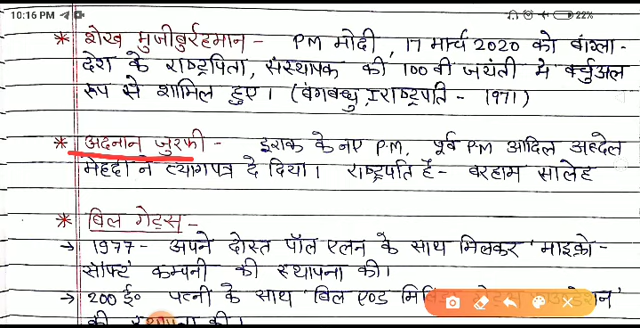 10:16 PM
22%
* शेख मुजीबुर्रहमान - PM मोदी, 17 मार्च 2020 को बांग्ला-
देश के राष्ट्रपिता, संस्थापक की 100 वी जयंती मे वर्चुअल
रूप से शामिल हुए। (बंगबन्धु, I राष्ट्रपति - 1971)
* अदनान जुरफी - इराक के नए P.M. पूर्व P.M आदिल अब्देल
मेहदी ने त्यागपत्र दे दिया। राष्ट्रपति हैं - बरहाम सालेह
* बिल गेट्स -
→ 1977 - अपने दोस्त पॉल एलन के साथ मिलकर 'माइक्रो-
सॉफ्ट' कम्पनी की स्थापना की।
→ 200 ई० पत्नी के साथ 'बिल एण्ड
की स्थापना की।